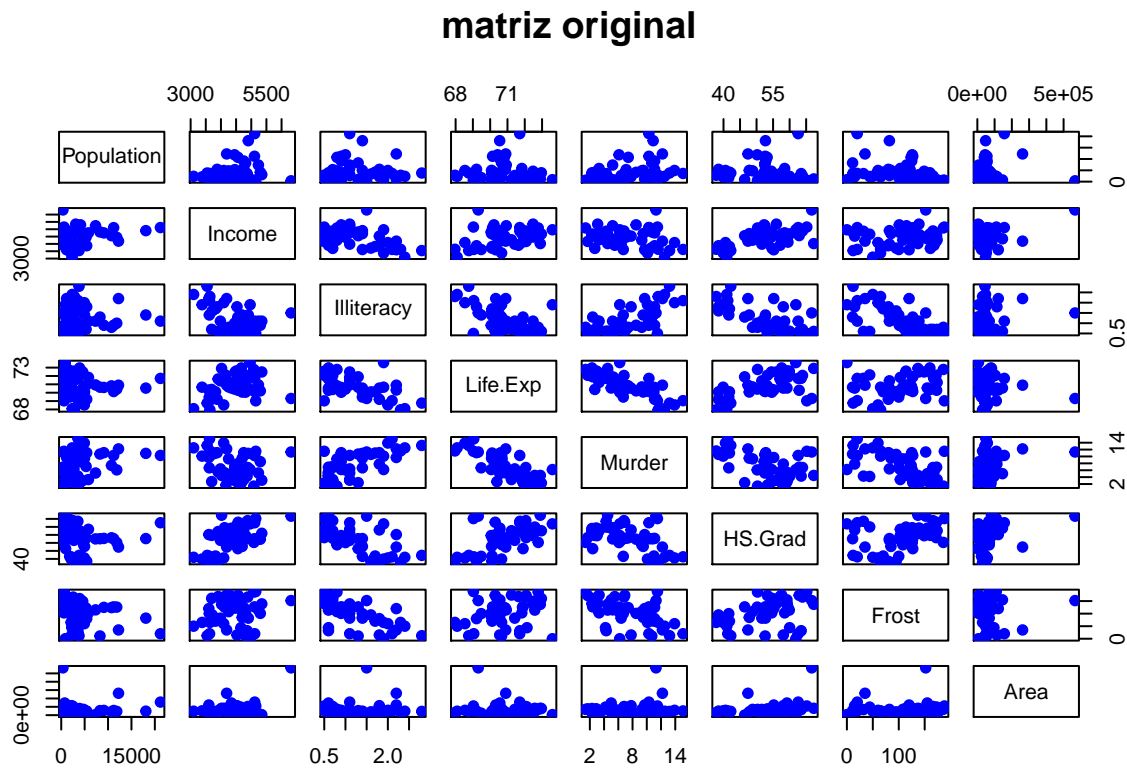 matriz original
3000 5500 68 71 40 55 0e+00 5e+05
Population 0
3000 Income
Illiteracy 0.5
68 73 Life.Exp
Murder 2 14
40 HS.Grad
Frost 0
0e+00 Area
0 15000 0.5 2.0 2 8 14 0 100